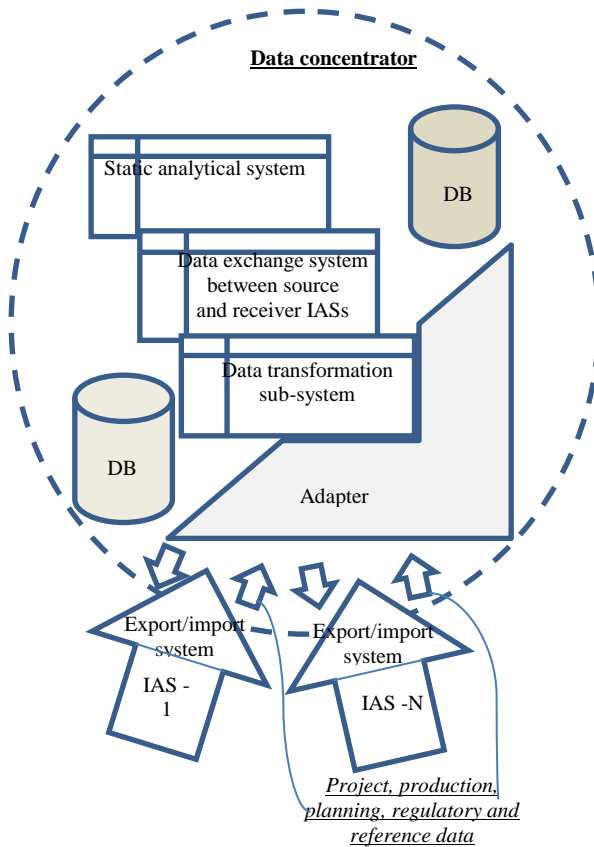 Data concentrator
Static analytical system
DB
Data exchange system
between source
and receiver IASs
Data transformation
sub-system
DB
Adapter
Export/import
system
IAS -
1
Export/import
system
IAS -N
Project, production,
planning, regulatory and
reference data